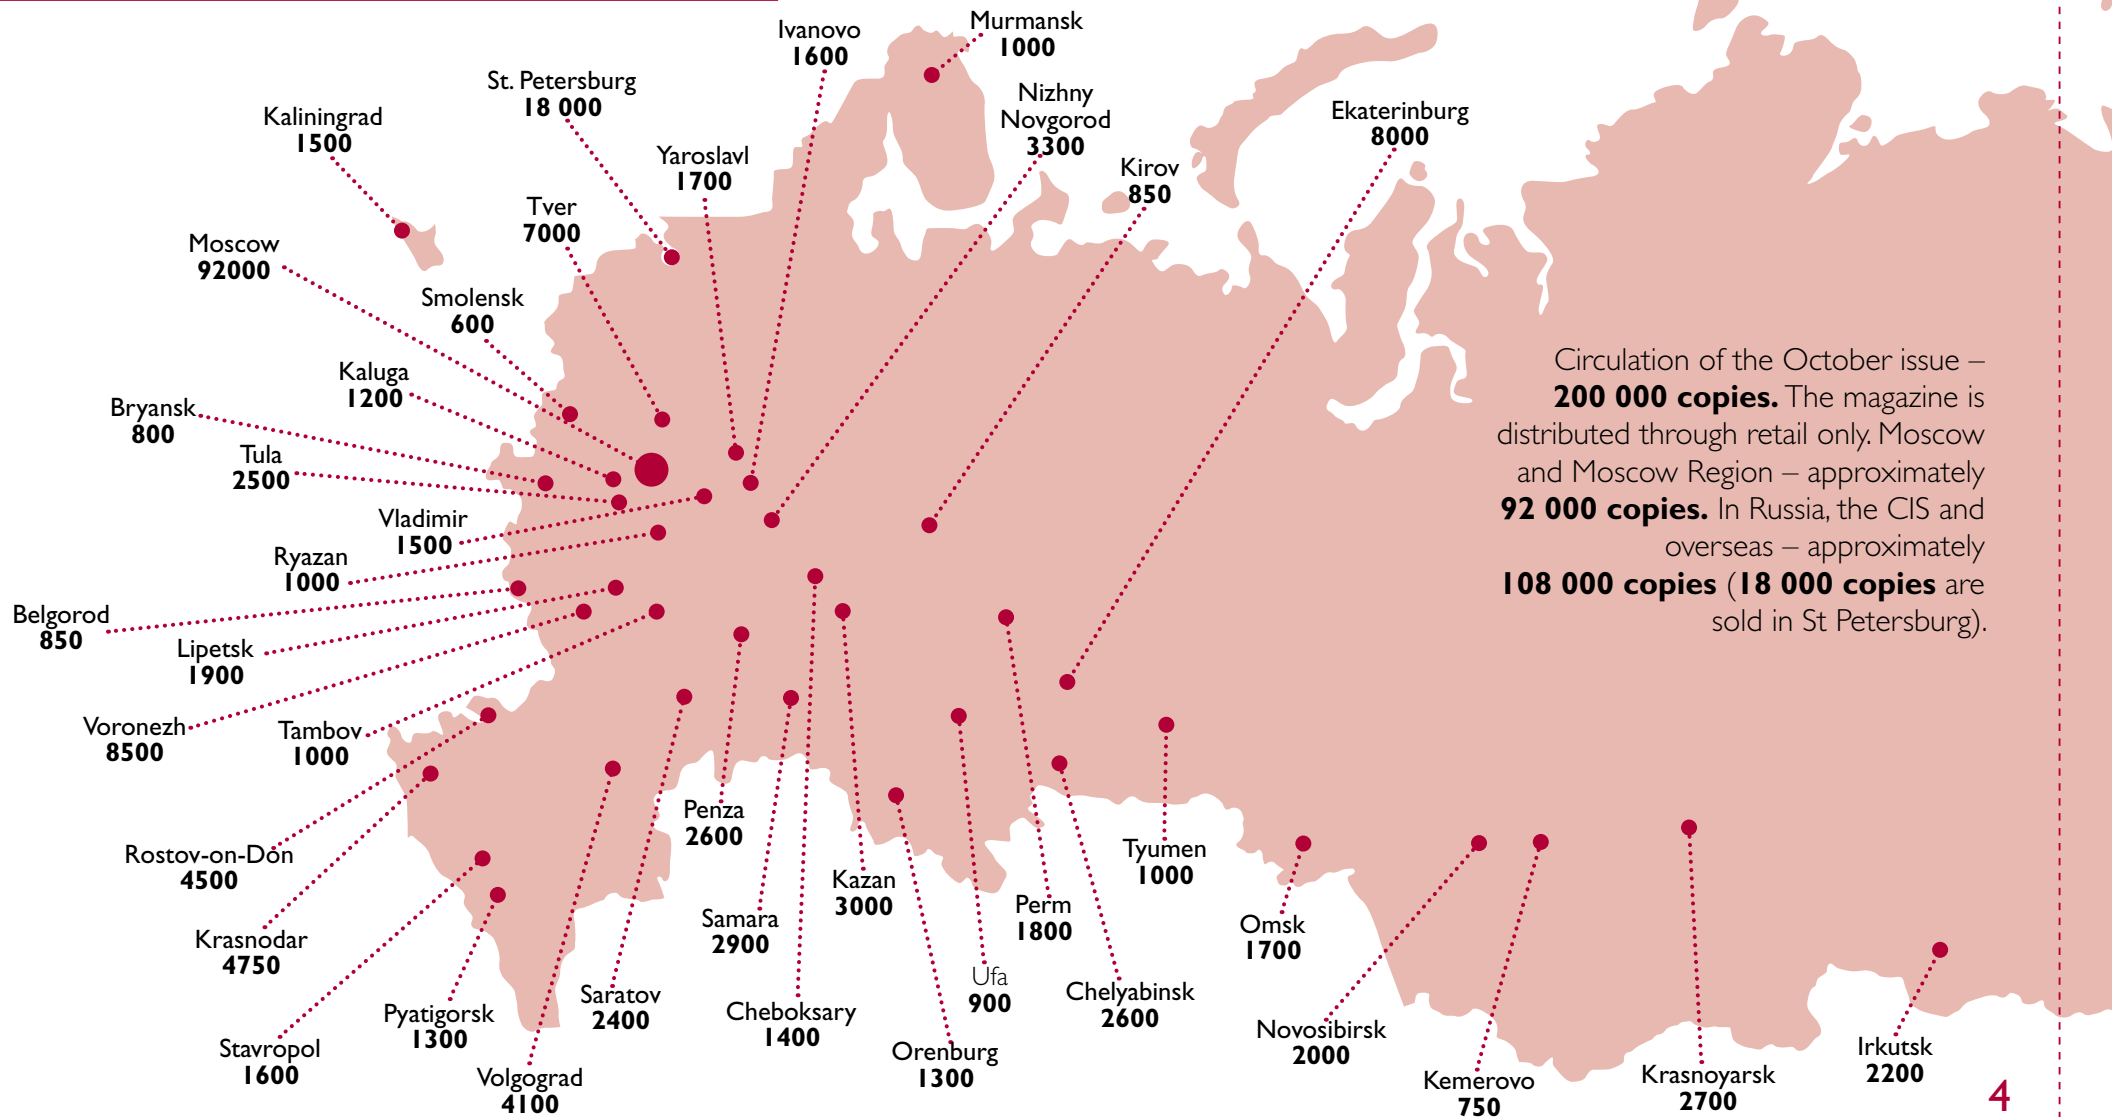 Murmansk
1000
Ivanovo
1600
St. Petersburg
18 000
Nizhny
Novgorod
3300
Ekaterinburg
8000
Kaliningrad
1500
Yaroslavl
1700
Kirov
850
Tver
7000
Moscow
92000
Smolensk
600
Kaluga
1200
Bryansk
800
Tula
2500
Vladimir
1500
Ryazan
1000
Belgorod
850
Lipetsk
1900
Voronezh
8500
Tambov
1000
Rostov-on-Don
4500
Krasnodar
4750
Stavropol
1600
Pyatigorsk
1300
Volgograd
4100
Saratov
2400
Penza
2600
Samara
2900
Cheboksary
1400
Kazan
3000
Orenburg
1300
Ufa
900
Perm
1800
Chelyabinsk
2600
Tyumen
1000
Omsk
1700
Novosibirsk
2000
Kemerovo
750
Krasnoyarsk
2700
Irkutsk
2200
Circulation of the October issue –
200 000 copies. The magazine is
distributed through retail only. Moscow
and Moscow Region – approximately
92 000 copies. In Russia, the CIS and
overseas – approximately
108 000 copies (18 000 copies are
sold in St Petersburg).
4